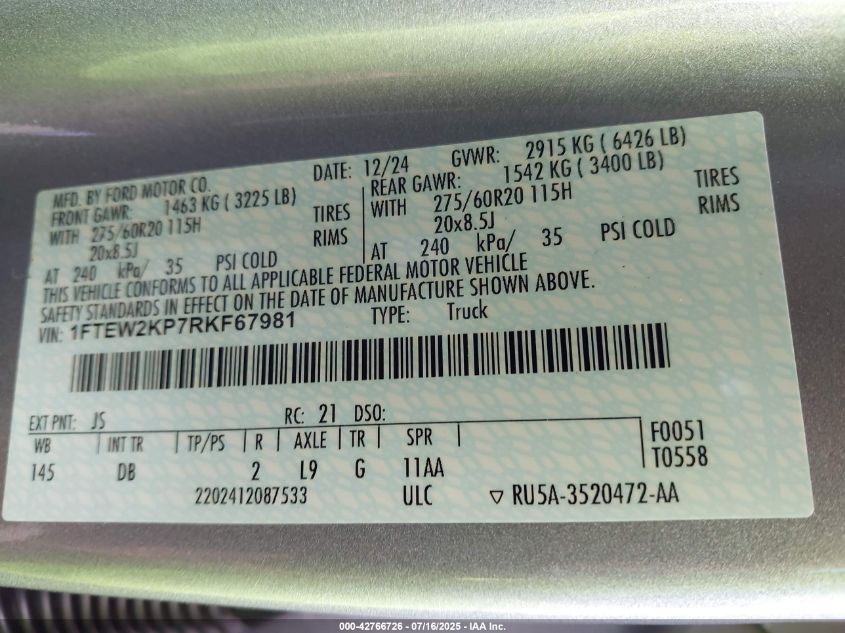 MFD. BY FORD MOTOR CO. DATE: 12/24 GVWR: 2915 KG ( 6426 LB)
FRONT GAWR: 1463 KG ( 3225 LB) REAR GAWR: 1542 KG ( 3400 LB)
WITH 275/60R20 115H TIRES WITH 275/60R20 115H TIRES
20x8.5J RIMS 20x8.5J RIMS
AT 240 kPa/ 35 PSI COLD AT 240 kPa/ 35 PSI COLD
THIS VEHICLE CONFORMS TO ALL APPLICABLE FEDERAL MOTOR VEHICLE
SAFETY STANDARDS IN EFFECT ON THE DATE OF MANUFACTURE SHOWN ABOVE.
VIN: 1FTEW2KP7RKF67981 TYPE: Truck
EXT PNT: JS RC: 21 DSO:
WB INT TR TP/PS R AXLE TR SPR F0051
145 DB 2 L9 G 11AA T0558
2202412087533 ULC ▽ RU5A-3520472-AA
000-42766726 - 07/16/2025 - IAA Inc.